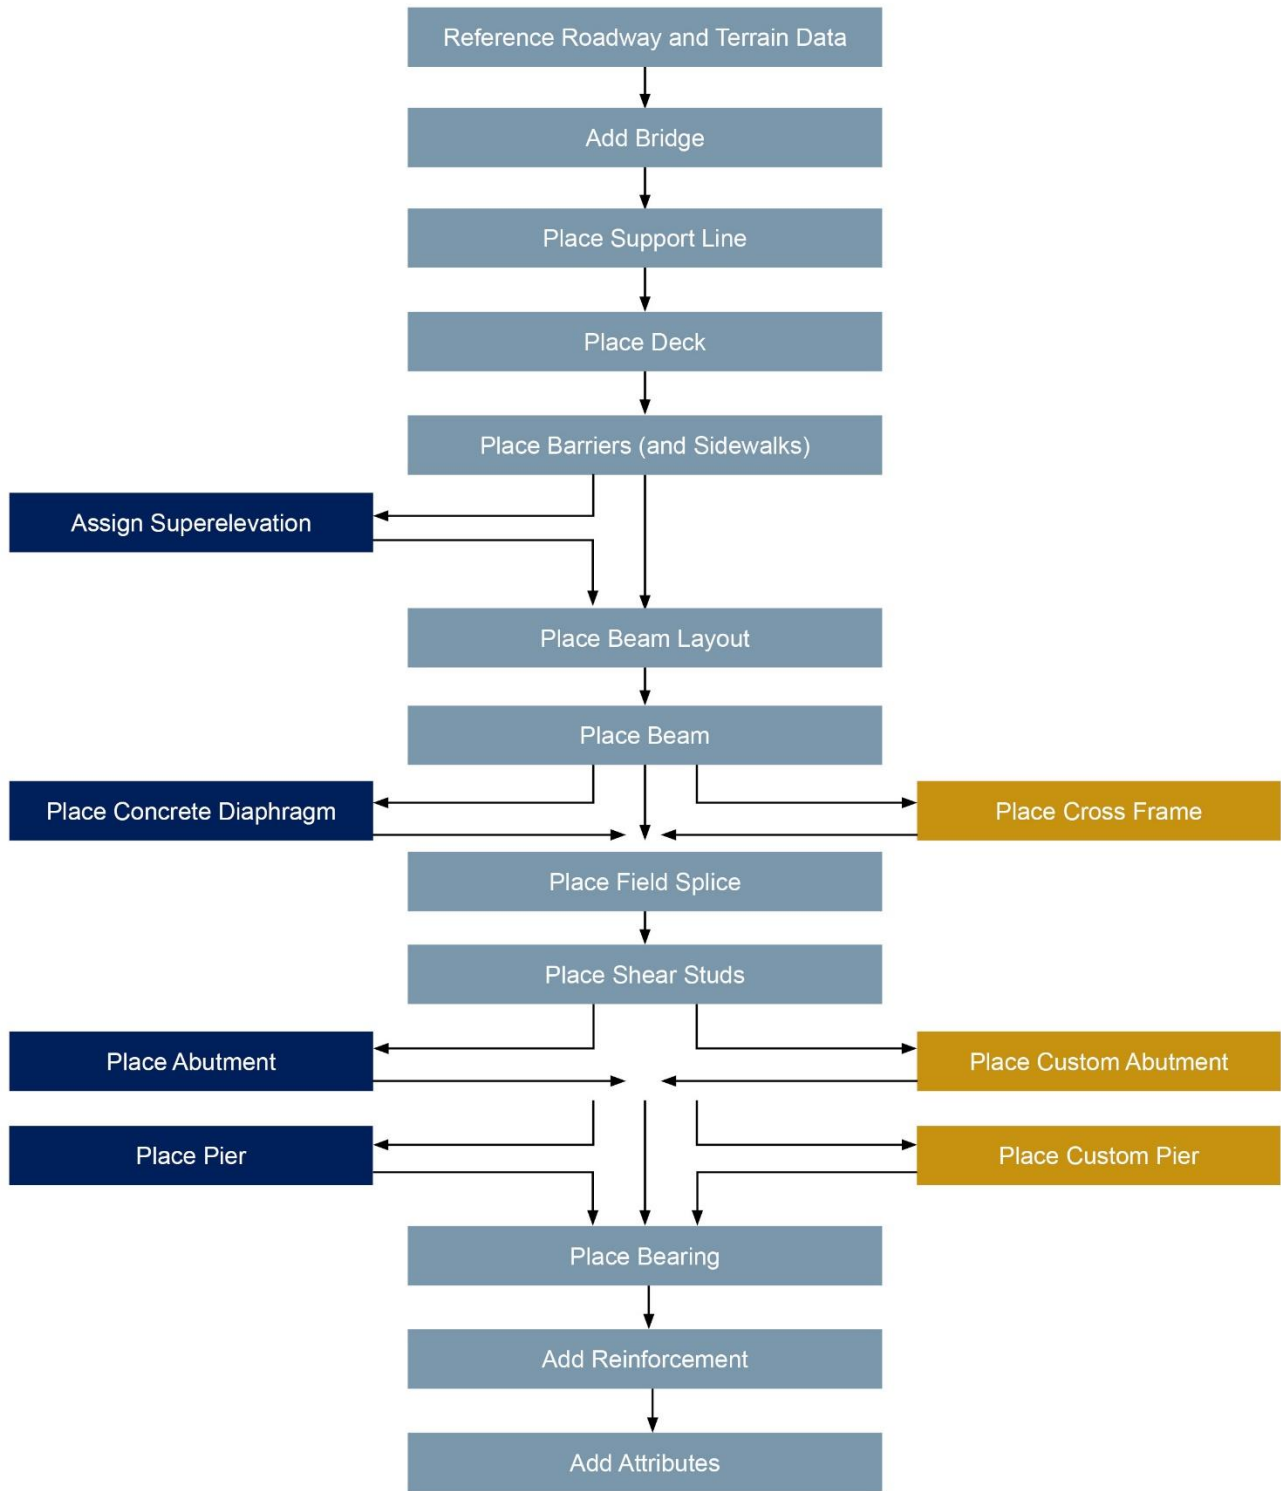 Reference Roadway and Terrain Data
Add Bridge
Place Support Line
Place Deck
Place Barriers (and Sidewalks)
Assign Superelevation
Place Beam Layout
Place Beam
Place Concrete Diaphragm
Place Cross Frame
Place Field Splice
Place Shear Studs
Place Abutment
Place Custom Abutment
Place Pier
Place Custom Pier
Place Bearing
Add Reinforcement
Add Attributes